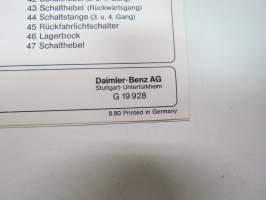 43 Schalthebel (Rückwärtsgang)
44 Schaltstange (3. u. 4. Gang)
45 Rückfahrlichtschalter
46 Lagerbock
47 Schalthebel
Daimler-Benz AG
Stuttgart-Untertürkheim
G 19 928
8.80 Printed in Germany